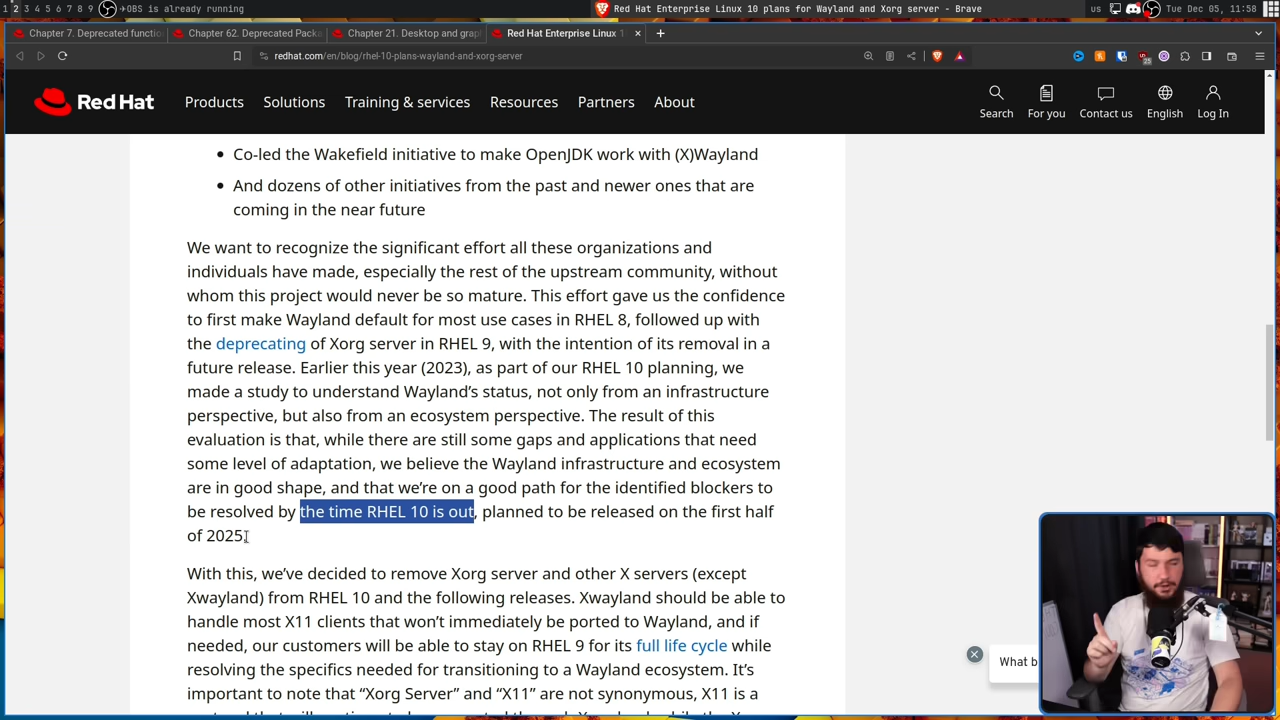 1 2 3 4 5 6 7 8 9 OBS is already running
Red Hat Enterprise Linux 10 plans for Wayland and Xorg server - Brave
us
Tue Dec 05, 11:58
Chapter 7. Deprecated functio
Chapter 62. Deprecated Pack
Chapter 21. Desktop and grap
Red Hat Enterprise Linux 1
redhat.com/en/blog/rhel-10-plans-wayland-and-xorg-server
Red Hat
Products
Solutions
Training & services
Resources
Partners
About
Search
For you
Contact us
English
Log In
• Co-led the Wakefield initiative to make OpenJDK work with (X)Wayland
• And dozens of other initiatives from the past and newer ones that are
coming in the near future
We want to recognize the significant effort all these organizations and
individuals have made, especially the rest of the upstream community, without
whom this project would never be so mature. This effort gave us the confidence
to first make Wayland default for most use cases in RHEL 8, followed up with
the deprecating of Xorg server in RHEL 9, with the intention of its removal in a
future release. Earlier this year (2023), as part of our RHEL 10 planning, we
made a study to understand Wayland’s status, not only from an infrastructure
perspective, but also from an ecosystem perspective. The result of this
evaluation is that, while there are still some gaps and applications that need
some level of adaptation, we believe the Wayland infrastructure and ecosystem
are in good shape, and that we’re on a good path for the identified blockers to
be resolved by the time RHEL 10 is out, planned to be released on the first half
of 2025.
With this, we’ve decided to remove Xorg server and other X servers (except
Xwayland) from RHEL 10 and the following releases. Xwayland should be able to
handle most X11 clients that won’t immediately be ported to Wayland, and if
needed, our customers will be able to stay on RHEL 9 for its full life cycle while
resolving the specifics needed for transitioning to a Wayland ecosystem. It’s
important to note that “Xorg Server” and “X11” are not synonymous, X11 is a
What b